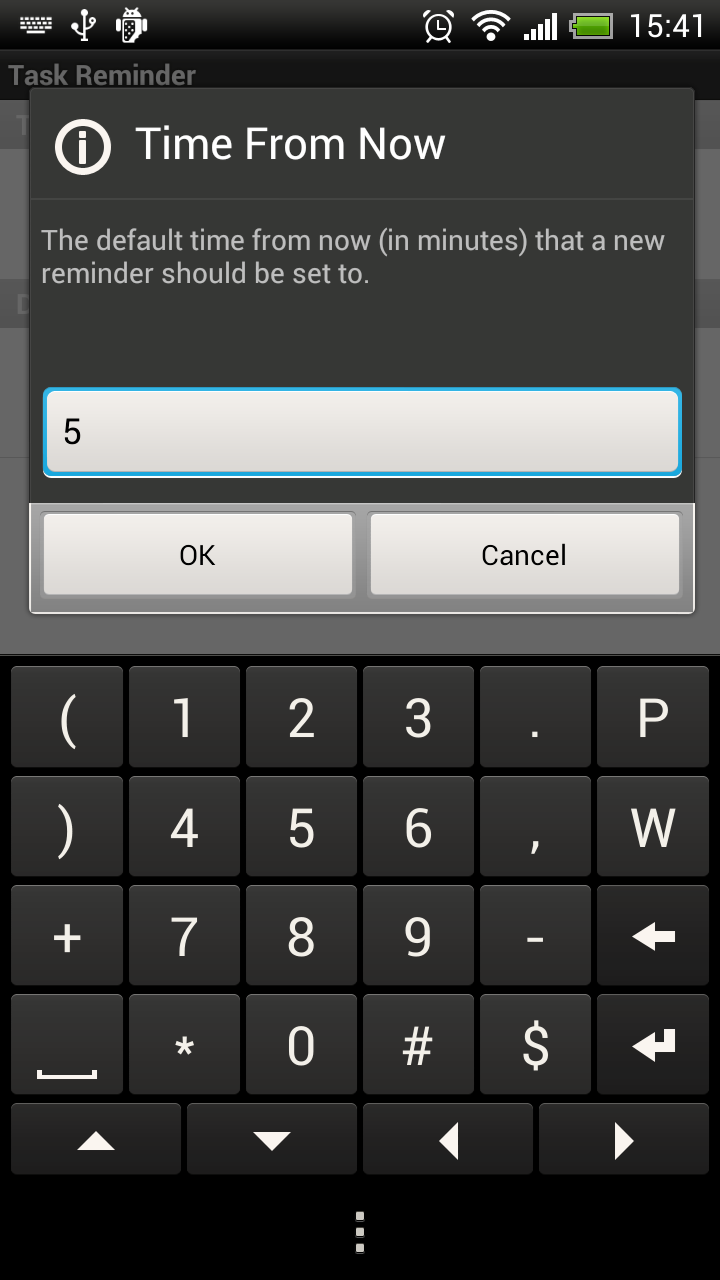 15:41
Task Reminder
Time From Now
The default time from now (in minutes) that a new
reminder should be set to.
5
OK Cancel
( 1 2 3 . P
) 4 5 6 , W
+ 7 8 9 -
* 0 # $